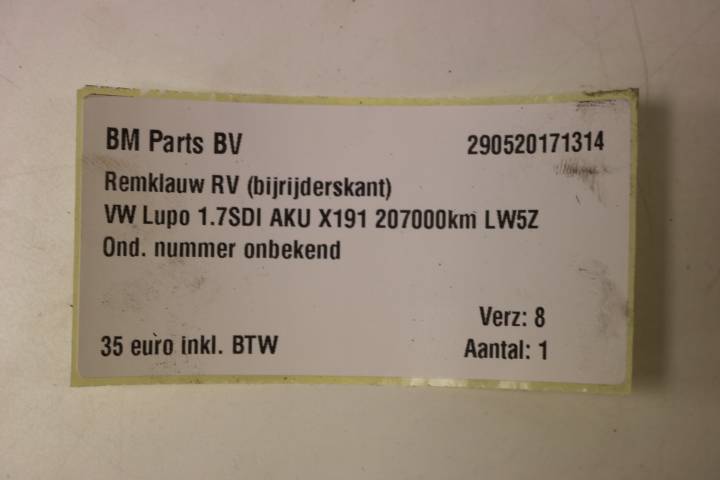 BM Parts BV 290520171314
Remklauw RV (bijrijderskant)
VW Lupo 1.7SDI AKU X191 207000km LW5Z
Ond. nummer onbekend
Verz: 8
35 euro inkl. BTW Aantal: 1